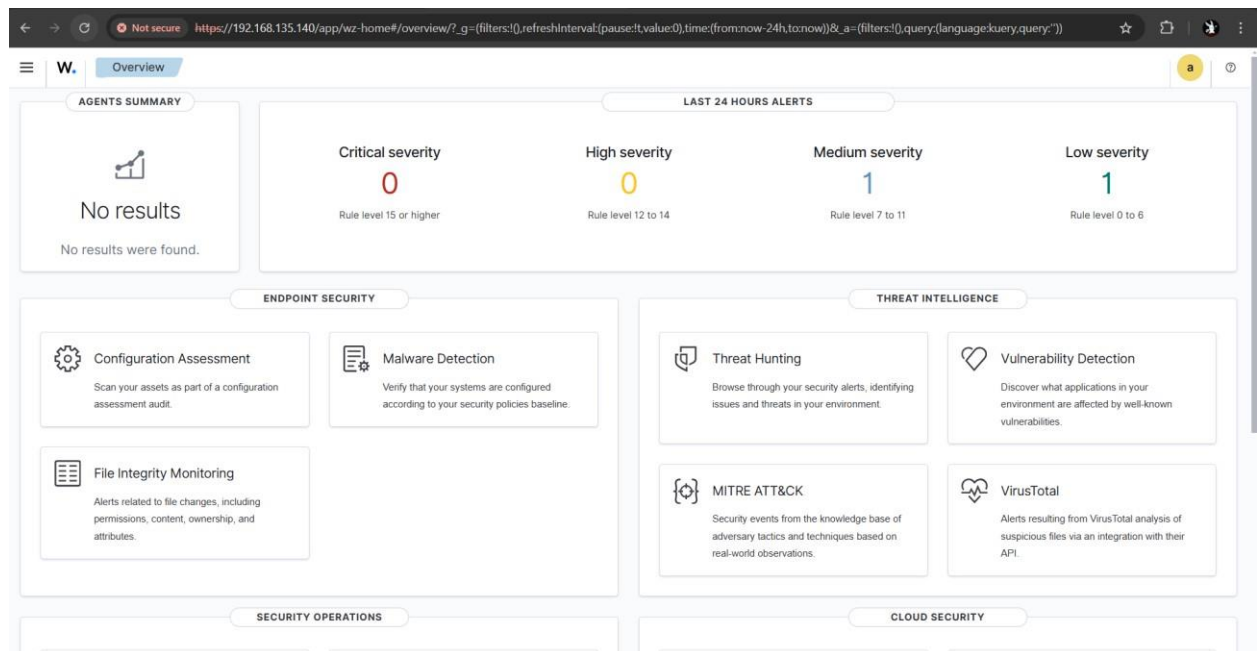 Not secure https://192.168.135.140/app/wz-home#/overview/?_g=(filters:!(),refreshInterval:(pause:!t,value:0),time:(from:now-24h,to:now))&_a=(filters:!(),query:(language:kuery,query:''))
W. Overview a
AGENTS SUMMARY
No results
No results were found.
LAST 24 HOURS ALERTS
Critical severity
0
Rule level 15 or higher
High severity
0
Rule level 12 to 14
Medium severity
1
Rule level 7 to 11
Low severity
1
Rule level 0 to 6
ENDPOINT SECURITY
Configuration Assessment
Scan your assets as part of a configuration
assessment audit.
Malware Detection
Verify that your systems are configured
according to your security policies baseline.
File Integrity Monitoring
Alerts related to file changes, including
permissions, content, ownership, and
attributes.
THREAT INTELLIGENCE
Threat Hunting
Browse through your security alerts, identifying
issues and threats in your environment.
Vulnerability Detection
Discover what applications in your
environment are affected by well-known
vulnerabilities.
MITRE ATT&CK
Security events from the knowledge base of
adversary tactics and techniques based on
real-world observations.
VirusTotal
Alerts resulting from VirusTotal analysis of
suspicious files via an integration with their
API.
SECURITY OPERATIONS
CLOUD SECURITY